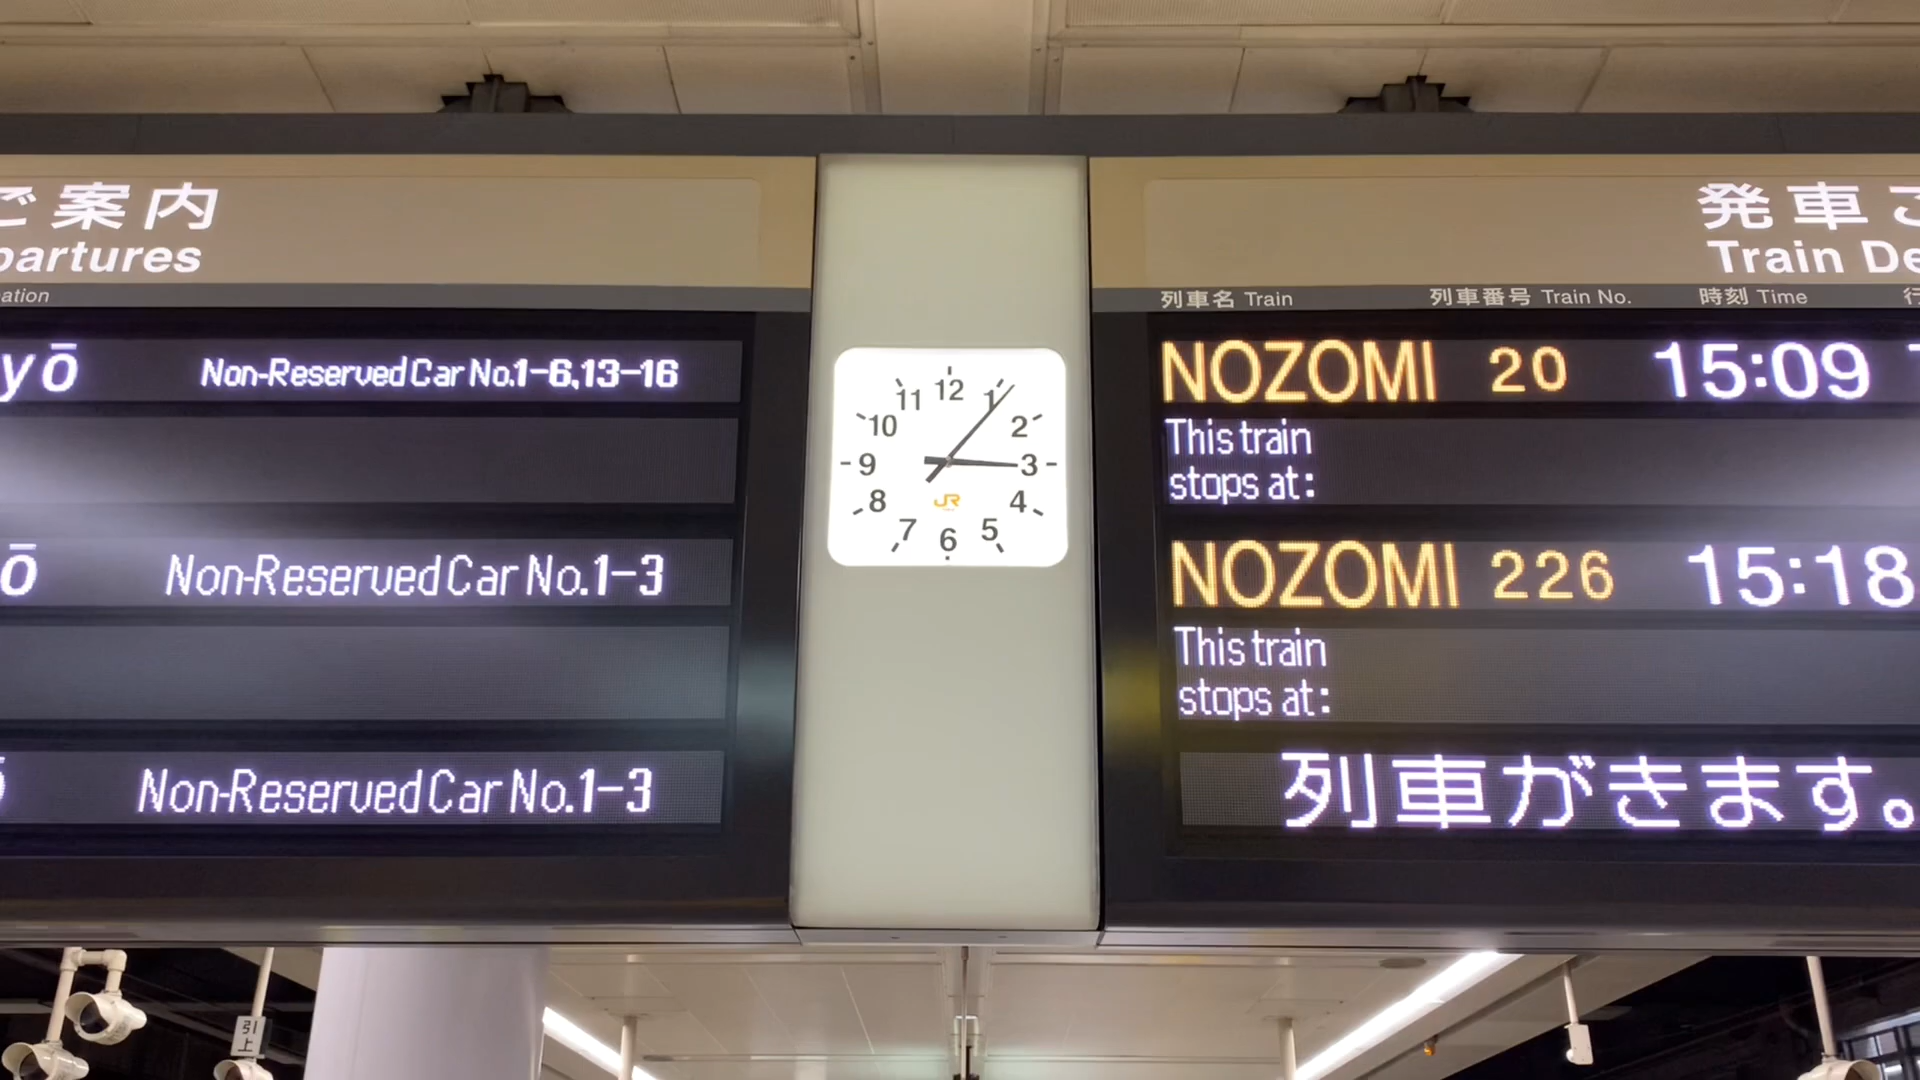 ご案内
partures
ation
yō Non-Reserved Car No.1-6,13-16
ō Non-Reserved Car No.1-3
Non-Reserved Car No.1-3
12
1
2
3
4
5
6
7
8
9
10
11
JR
発車ご
Train De
列車名 Train 列車番号 Train No. 時刻 Time 行
NOZOMI 20 15:09
This train
stops at:
NOZOMI 226 15:18
This train
stops at:
列車がきます。
引上